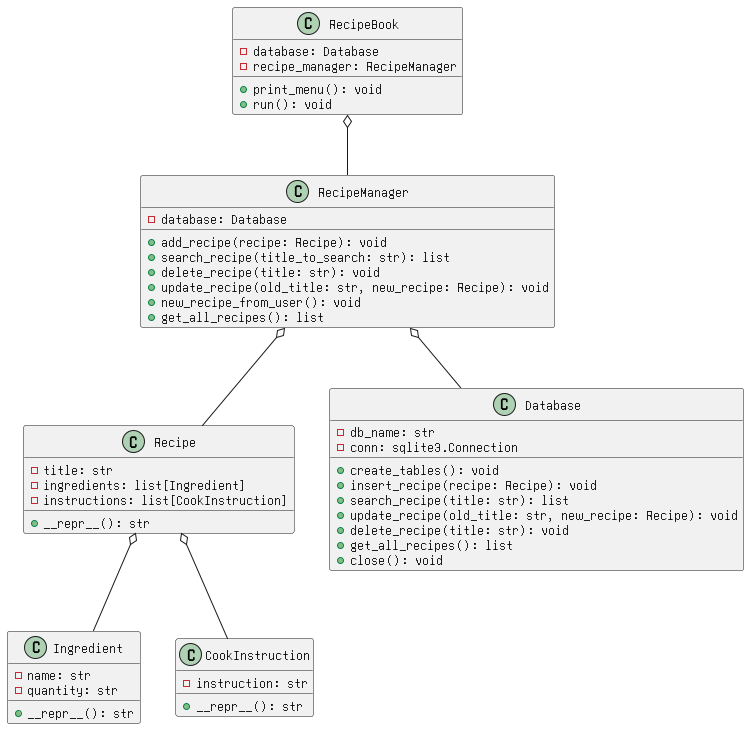 C RecipeBook
database: Database
recipe_manager: RecipeManager
print_menu(): void
run(): void
C RecipeManager
database: Database
add_recipe(recipe: Recipe): void
search_recipe(title_to_search: str): list
delete_recipe(title: str): void
update_recipe(old_title: str, new_recipe: Recipe): void
new_recipe_from_user(): void
get_all_recipes(): list
C Recipe
title: str
ingredients: list[Ingredient]
instructions: list[CookInstruction]
__repr__(): str
C Database
db_name: str
conn: sqlite3.Connection
create_tables(): void
insert_recipe(recipe: Recipe): void
search_recipe(title: str): list
update_recipe(old_title: str, new_recipe: Recipe): void
delete_recipe(title: str): void
get_all_recipes(): list
close(): void
C Ingredient
name: str
quantity: str
__repr__(): str
C CookInstruction
instruction: str
__repr__(): str